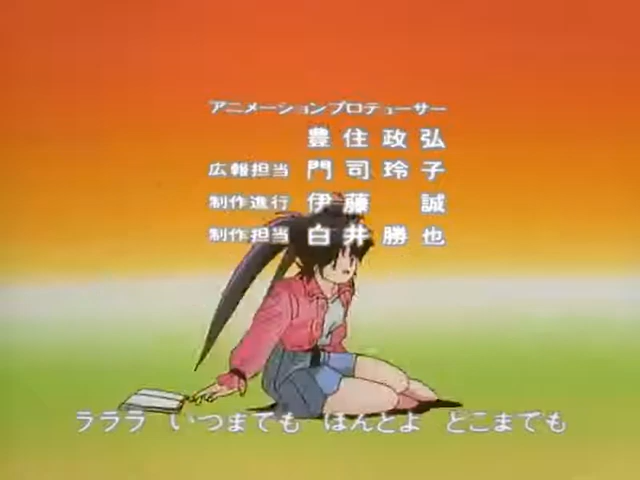 アニメーションプロデューサー
豊住政弘
広報担当 門司玲子
制作進行 伊藤 誠
制作担当 白井勝也
ラララ いつまでも ほんとよ どこまでも